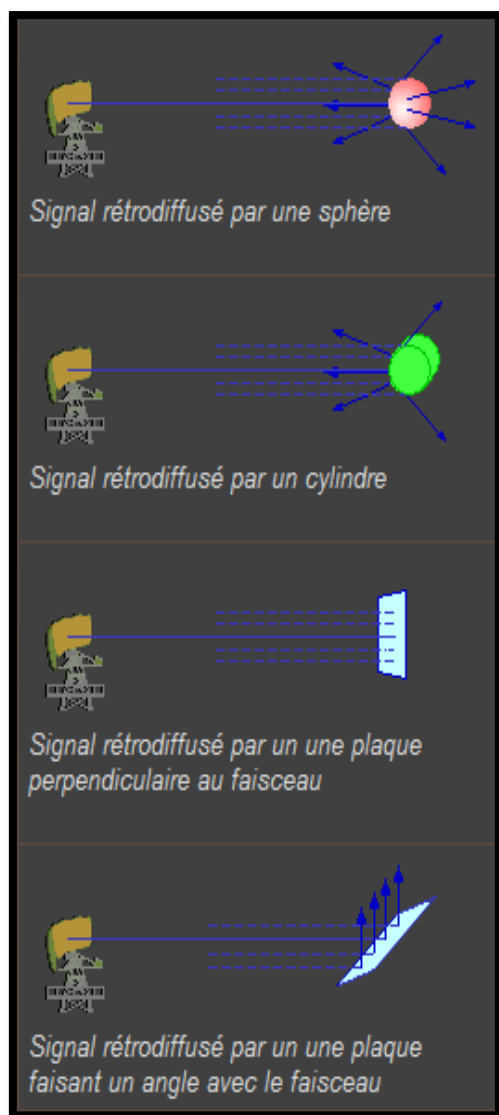 Signal rétrodiffusé par une sphère
Signal rétrodiffusé par un cylindre
Signal rétrodiffusé par un une plaque
perpendiculaire au faisceau
Signal rétrodiffusé par un une plaque
faisant un angle avec le faisceau